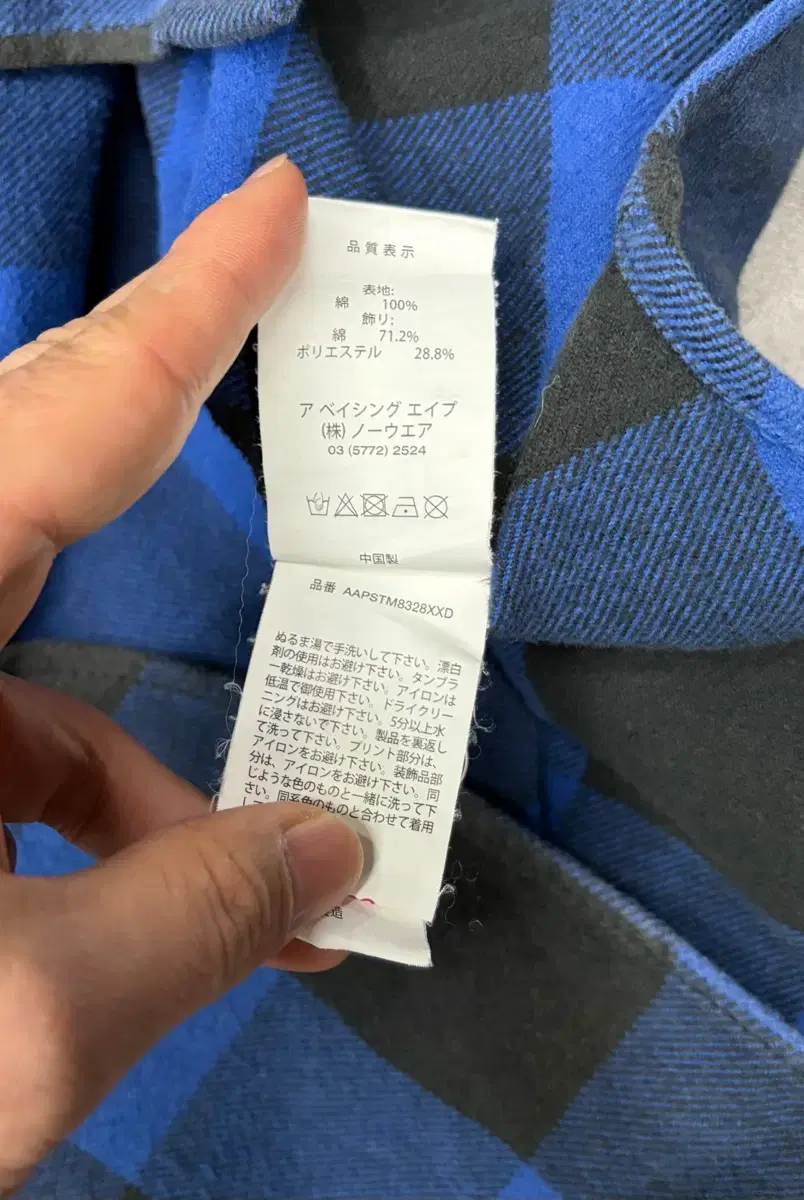 品質表示
表地:
綿 100%
飾り:
綿 71.2%
ポリエステル 28.8%
ア ベイシング エイプ
(株) ノーウエア
03 (5772) 2524
中国製
品番 AAPSTM8328XXD
ぬるま湯で手洗いして下さい。漂白
剤の使用はお避け下さい。タンブラ
ー乾燥はお避け下さい。アイロンは
低温で御使用下さい。ドライクリー
ニングはお避け下さい。5分以上水
に浸さないで下さい。製品を裏返し
て洗って下さい。プリント部分は、
アイロンをお避け下さい。装飾品部
分は、アイロンをお避け下さい。同
じような色のものと一緒に洗って下
さい。同系色のものと合わせて着用
し
造